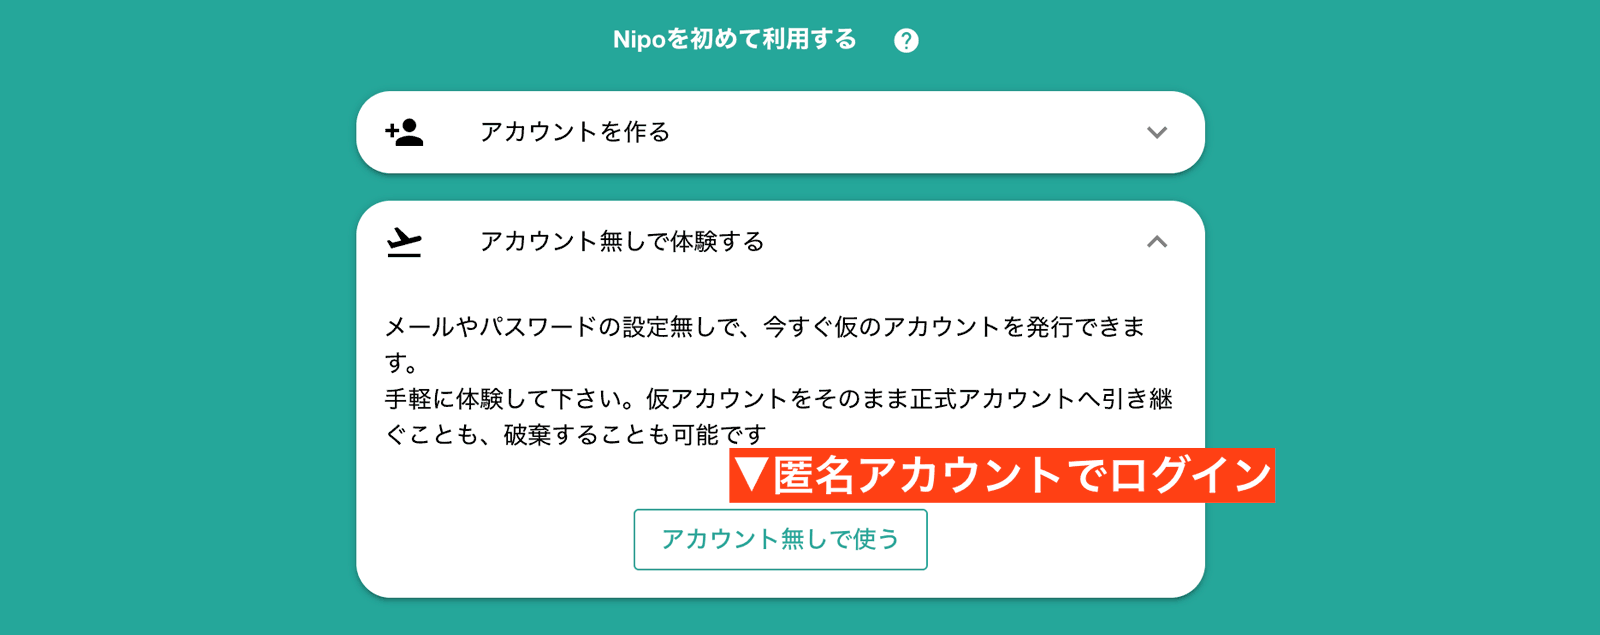 Nipoを初めて利用する ?
アカウントを作る
アカウント無しで体験する
メールやパスワードの設定無しで、今すぐ仮のアカウントを発行できま
す。
手軽に体験して下さい。仮アカウントをそのまま正式アカウントへ引き継
ぐことも、破棄することも可能です
▼匿名アカウントでログイン
アカウント無しで使う